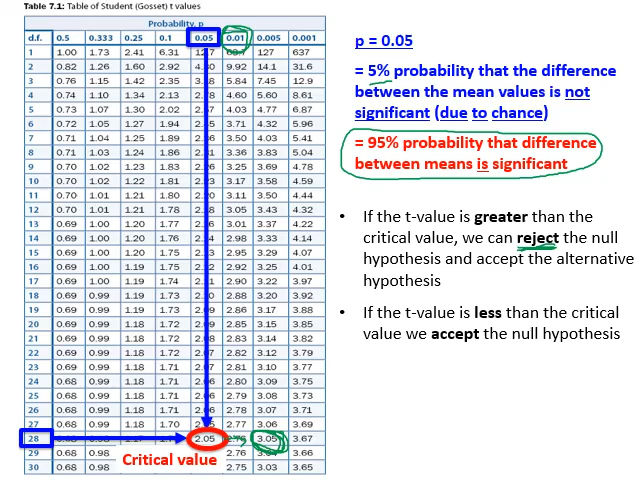 Table 7.1: Table of Student (Gosset) t values
Probability, p
d.f. 0.5 0.333 0.25 0.1 0.05 0.01 0.005 0.001
1 1.00 1.73 2.41 6.31 127 637
2 0.82 1.26 1.60 2.92 9.92 14.1 31.6
3 0.76 1.15 1.42 2.35 5.84 7.45 12.9
4 0.74 1.10 1.34 2.13 4.60 5.60 8.61
5 0.73 1.07 1.30 2.02 4.03 4.77 6.87
6 0.72 1.05 1.27 1.94 3.71 4.32 5.96
7 0.71 1.04 1.25 1.89 3.50 4.03 5.41
8 0.71 1.03 1.24 1.86 3.36 3.83 5.04
9 0.70 1.02 1.23 1.83 3.25 3.69 4.78
10 0.70 1.02 1.22 1.81 3.17 3.58 4.59
11 0.70 1.01 1.21 1.80 3.11 3.50 4.44
12 0.70 1.01 1.21 1.78 3.05 3.43 4.32
13 0.69 1.00 1.20 1.77 3.01 3.37 4.22
14 0.69 1.00 1.20 1.76 2.98 3.33 4.14
15 0.69 1.00 1.20 1.75 2.95 3.29 4.07
16 0.69 1.00 1.19 1.75 2.92 3.25 4.01
17 0.69 1.00 1.19 1.74 2.90 3.22 3.97
18 0.69 0.99 1.19 1.73 2.88 3.20 3.92
19 0.69 0.99 1.19 1.73 2.86 3.17 3.88
20 0.69 0.99 1.18 1.72 2.85 3.15 3.85
21 0.69 0.99 1.18 1.72 2.83 3.14 3.82
22 0.69 0.99 1.18 1.72 2.82 3.12 3.79
23 0.69 0.99 1.18 1.71 2.81 3.10 3.77
24 0.68 0.99 1.18 1.71 2.80 3.09 3.75
25 0.68 0.99 1.18 1.71 2.79 3.08 3.73
26 0.68 0.99 1.18 1.71 2.78 3.07 3.71
27 0.68 0.99 1.18 1.70 2.77 3.06 3.69
28 2.05 3.05 3.67
29 0.68 0.98 2.76 3.66
30 0.68 0.98 2.75 3.03 3.65
Critical value
p = 0.05
= 5% probability that the difference
between the mean values is not
significant (due to chance)
= 95% probability that difference
between means is significant
• If the t-value is greater than the
critical value, we can reject the null
hypothesis and accept the alternative
hypothesis
• If the t-value is less than the critical
value we accept the null hypothesis